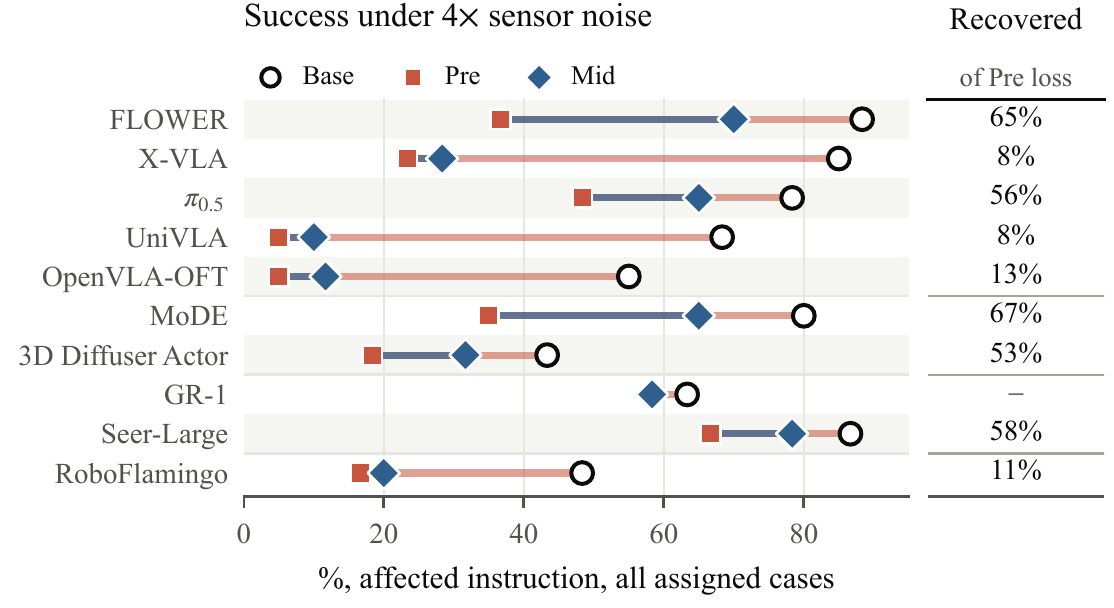 Success under 4× sensor noise
Recovered
of Pre loss
Base Pre Mid
FLOWER 65%
X-VLA 8%
π0.5 56%
UniVLA 8%
OpenVLA-OFT 13%
MoDE 67%
3D Diffuser Actor 53%
GR-1 –
Seer-Large 58%
RoboFlamingo 11%
0 20 40 60 80
%, affected instruction, all assigned cases